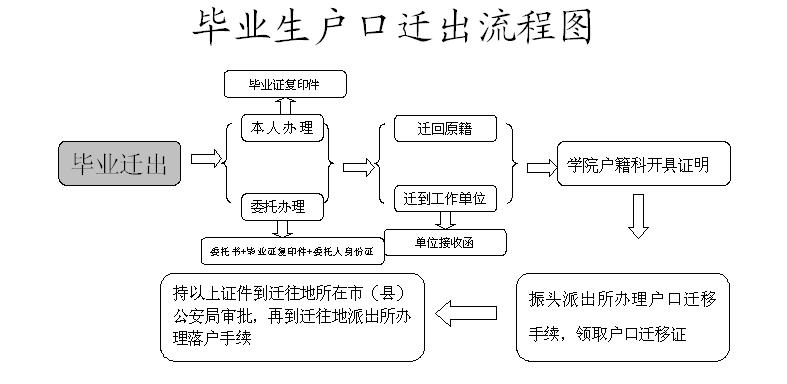 毕业生户口迁出流程图
毕业证复印件
本人办理
迁回原籍
毕业迁出
学院户籍科开具证明
委托办理
迁到工作单位
委托书+毕业证复印件+委托人身份证
单位接收函
持以上证件到迁往地所在市（县）
公安局审批，再到迁往地派出所办
理落户手续
振头派出所办理户口迁移
手续，领取户口迁移证